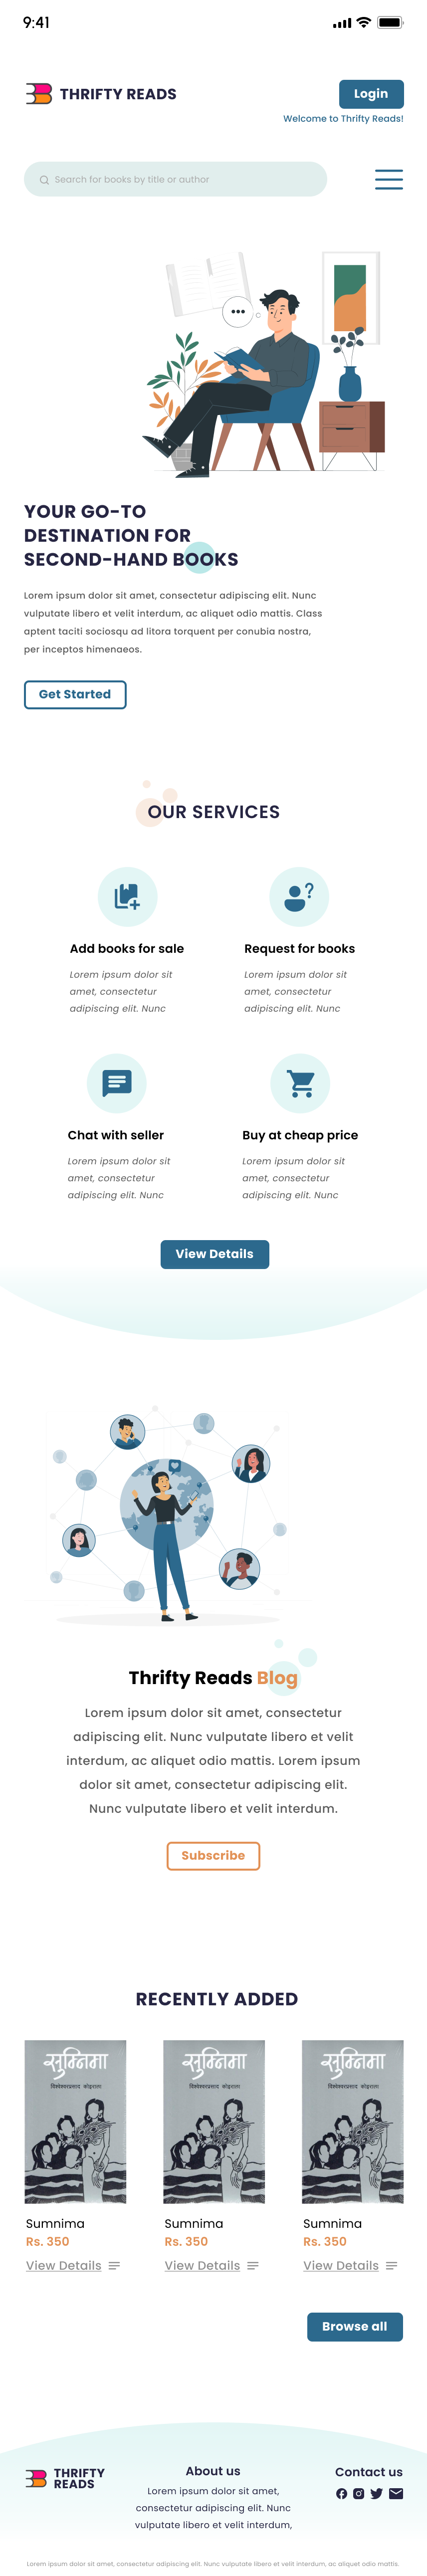 9:41
THRIFTY READS
Login
Welcome to Thrifty Reads!
Search for books by title or author
YOUR GO-TO
DESTINATION FOR
SECOND-HAND BOOKS
Lorem ipsum dolor sit amet, consectetur adipiscing elit. Nunc
vulputate libero et velit interdum, ac aliquet odio mattis. Class
aptent taciti sociosqu ad litora torquent per conubia nostra,
per inceptos himenaeos.
Get Started
OUR SERVICES
Add books for sale
Lorem ipsum dolor sit
amet, consectetur
adipiscing elit. Nunc
Request for books
Lorem ipsum dolor sit
amet, consectetur
adipiscing elit. Nunc
Chat with seller
Lorem ipsum dolor sit
amet, consectetur
adipiscing elit. Nunc
Buy at cheap price
Lorem ipsum dolor sit
amet, consectetur
adipiscing elit. Nunc
View Details
Thrifty Reads Blog
Lorem ipsum dolor sit amet, consectetur
adipiscing elit. Nunc vulputate libero et velit
interdum, ac aliquet odio mattis. Lorem ipsum
dolor sit amet, consectetur adipiscing elit.
Nunc vulputate libero et velit interdum.
Subscribe
RECENTLY ADDED
सुम्निमा
विश्वेश्वरप्रसाद कोइराला
Sumnima
Rs. 350
View Details
सुम्निमा
विश्वेश्वरप्रसाद कोइराला
Sumnima
Rs. 350
View Details
सुम्निमा
विश्वेश्वरप्रसाद कोइराला
Sumnima
Rs. 350
View Details
Browse all
THRIFTY
READS
About us
Lorem ipsum dolor sit amet,
consectetur adipiscing elit. Nunc
vulputate libero et velit interdum,
Contact us
Lorem ipsum dolor sit amet, consectetur adipiscing elit. Nunc vulputate libero et velit interdum, ac aliquet odio mattis.